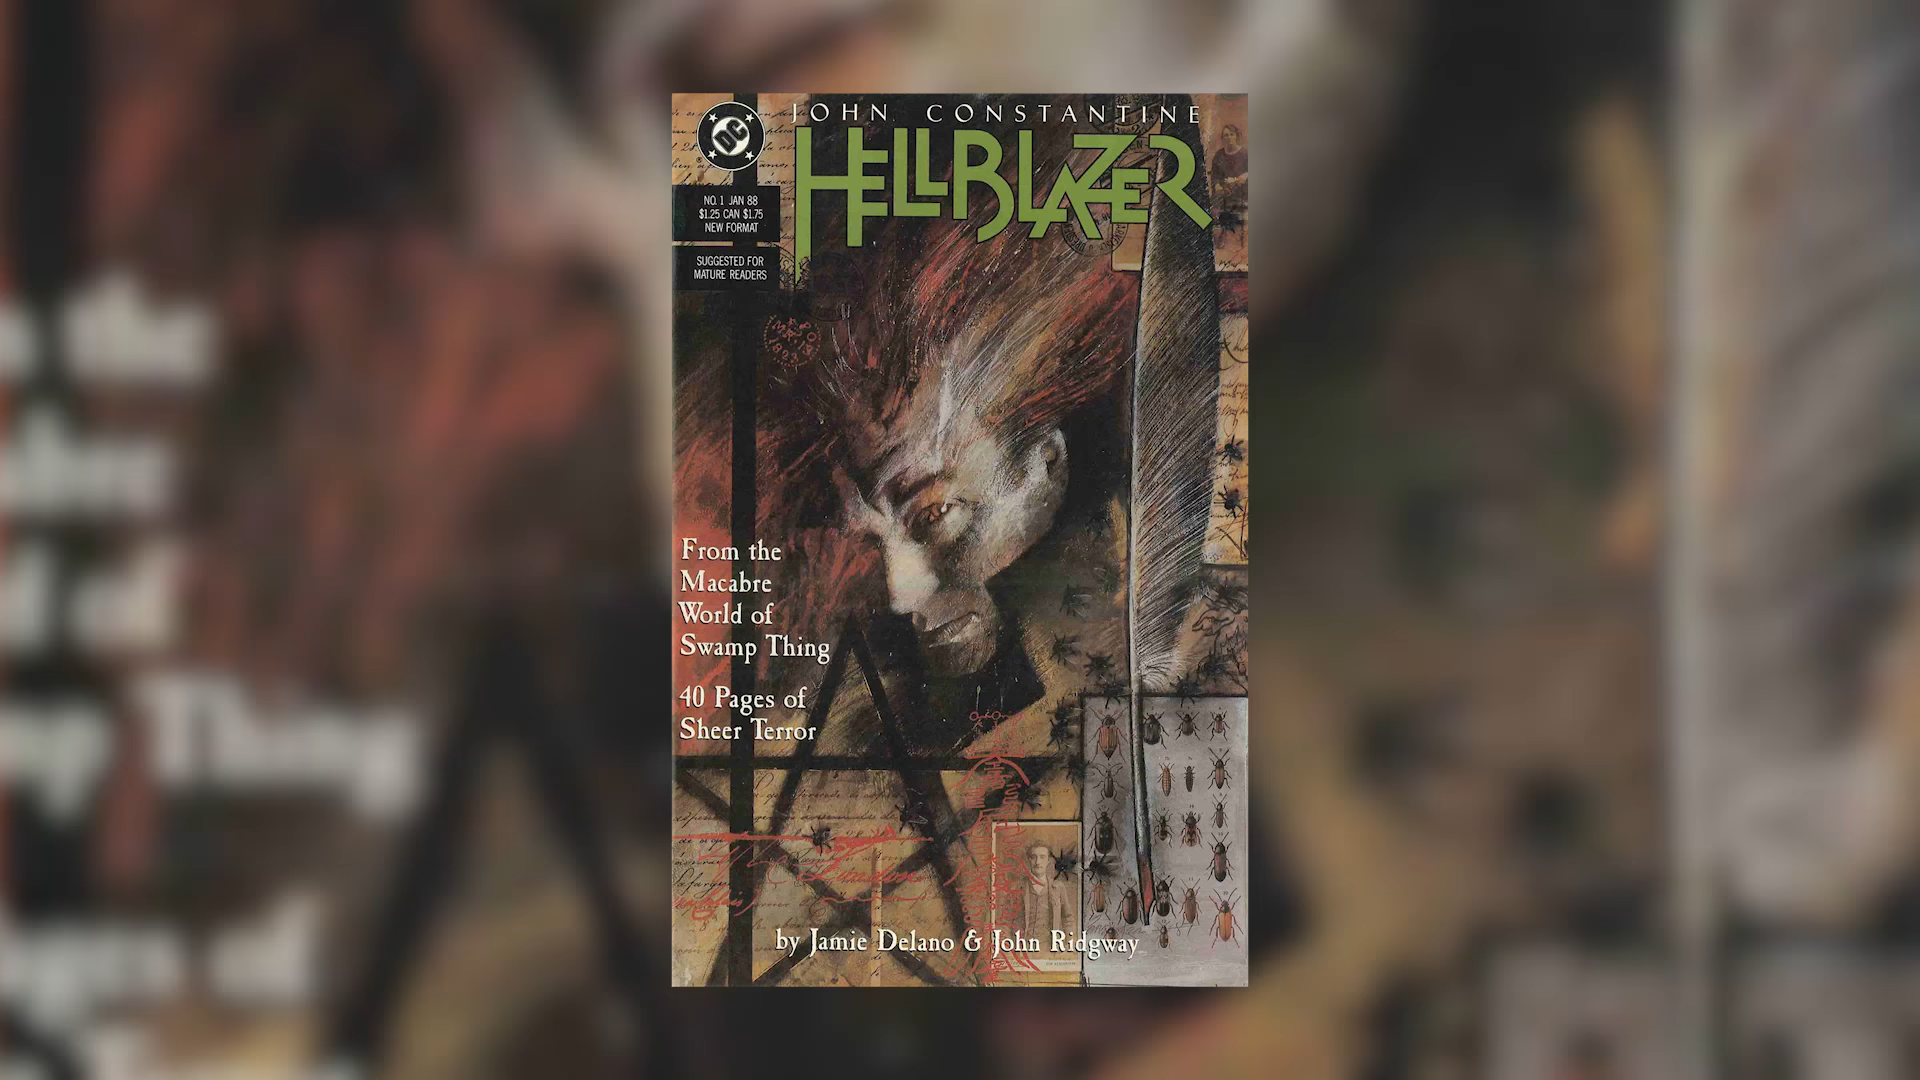 JOHN CONSTANTINE
HELLBLAZER
DC
NO. 1 JAN 88
$1.25 CAN $1.75
NEW FORMAT
SUGGESTED FOR
MATURE READERS
From the
Macabre
World of
Swamp Thing
40 Pages of
Sheer Terror
by Jamie Delano & John Ridgway